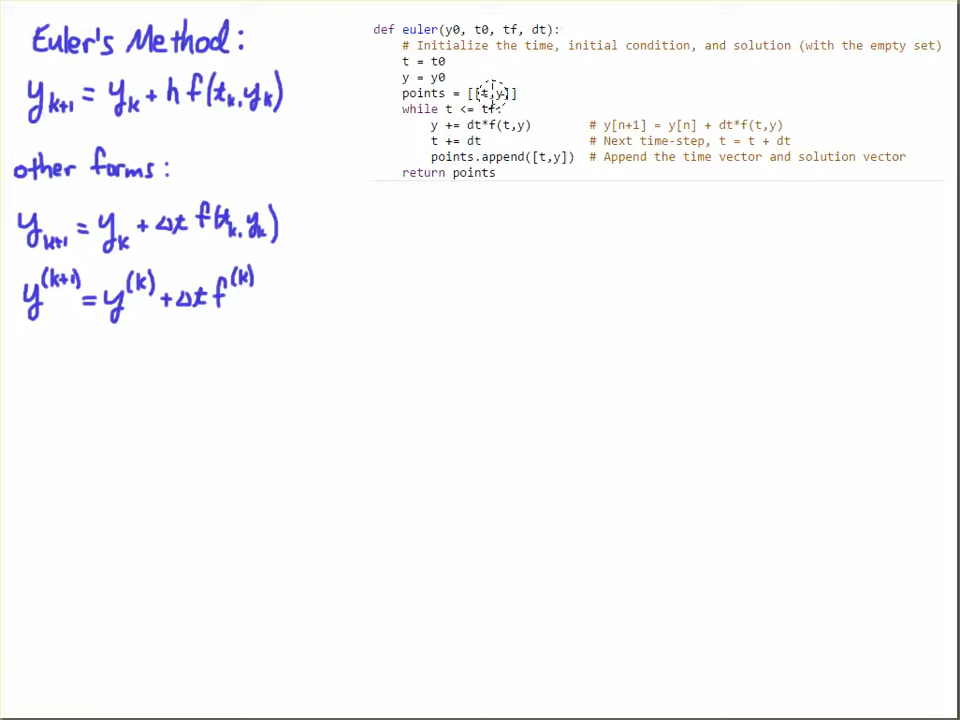 Euler's Method:
y_{k+1} = y_k + h f(t_k, y_k)
other forms:
y_{k+1} = y_k + Δt f(t_k, y_k)
y^{(k+1)} = y^{(k)} + Δt f^{(k)}
def euler(y0, t0, tf, dt):
# Initialize the time, initial condition, and solution (with the empty set)
t = t0
y = y0
points = [[t,y]]
while t <= tf:
y += dt*f(t,y) # y[n+1] = y[n] + dt*f(t,y)
t += dt # Next time-step, t = t + dt
points.append([t,y]) # Append the time vector and solution vector
return points